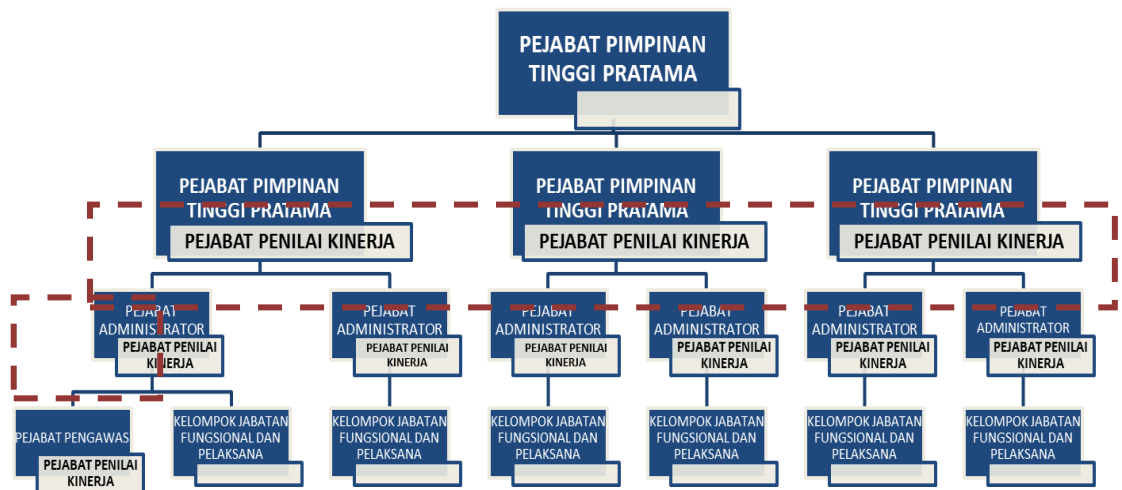 PEJABAT PIMPINAN
TINGGI PRATAMA
PEJABAT PIMPINAN
TINGGI PRATAMA
PEJABAT PENILAI KINERJA
PEJABAT PIMPINAN
TINGGI PRATAMA
PEJABAT PENILAI KINERJA
PEJABAT PIMPINAN
TINGGI PRATAMA
PEJABAT PENILAI KINERJA
PEJABAT
ADMINISTRATOR
PEJABAT PENILAI
KINERJA
PEJABAT
ADMINISTRATOR
PEJABAT PENILAI
KINERJA
PEJABAT
ADMINISTRATOR
PEJABAT PENILAI
KINERJA
PEJABAT
ADMINISTRATOR
PEJABAT PENILAI
KINERJA
PEJABAT
ADMINISTRATOR
PEJABAT PENILAI
KINERJA
PEJABAT
ADMINISTRATOR
PEJABAT PENILAI
KINERJA
PEJABAT PENGAWAS
PEJABAT PENILAI
KINERJA
KELOMPOK JABATAN
FUNGSIONAL DAN
PELAKSANA
KELOMPOK JABATAN
FUNGSIONAL DAN
PELAKSANA
KELOMPOK JABATAN
FUNGSIONAL DAN
PELAKSANA
KELOMPOK JABATAN
FUNGSIONAL DAN
PELAKSANA
KELOMPOK JABATAN
FUNGSIONAL DAN
PELAKSANA
KELOMPOK JABATAN
FUNGSIONAL DAN
PELAKSANA